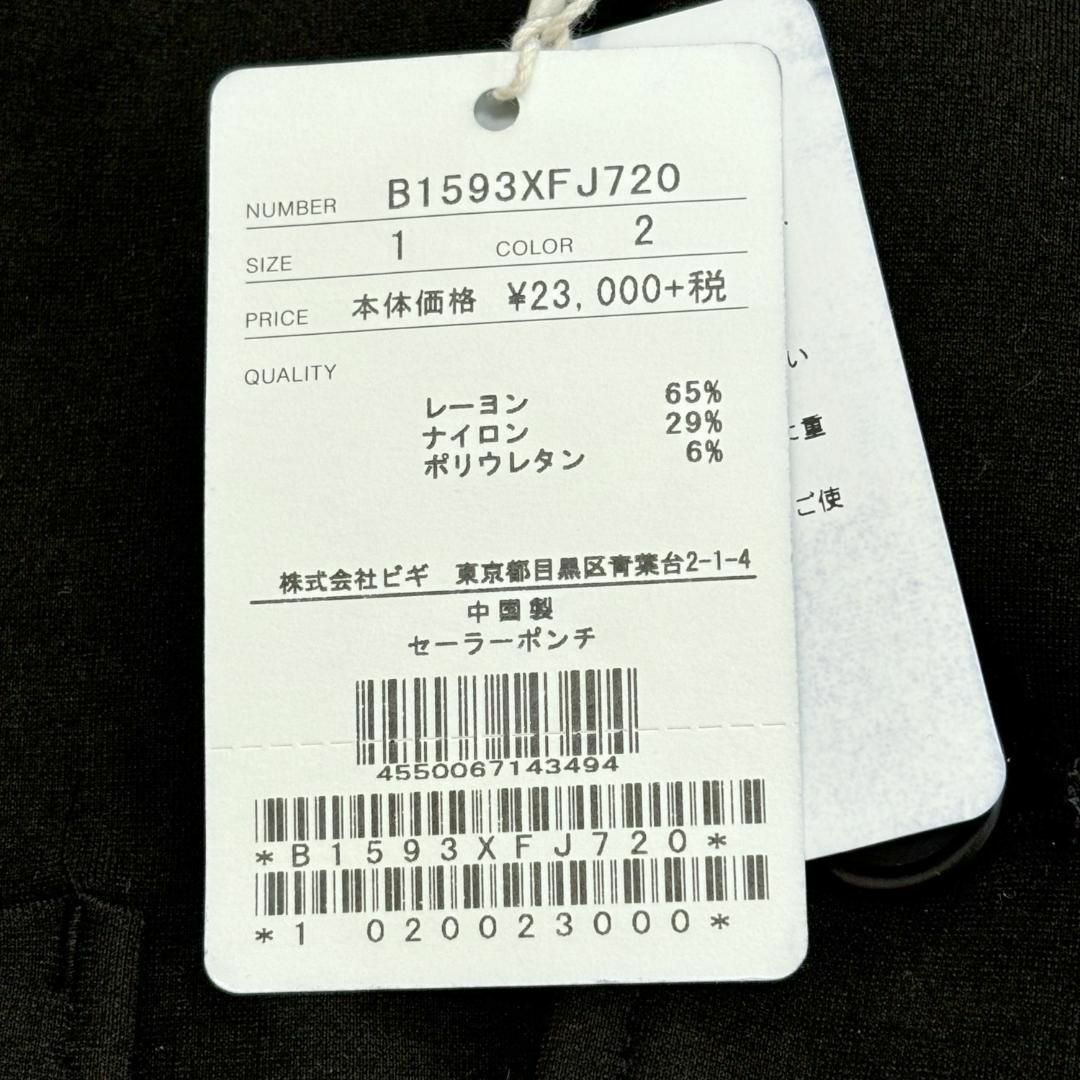 NUMBER B1593XFJ720
SIZE 1 COLOR 2
PRICE 本体価格 ¥23,000+税
QUALITY
レーヨン 65%
ナイロン 29%
ポリウレタン 6%
株式会社ビギ 東京都目黒区青葉台2-1-4
中国製
セーラーポンチ
4550067143494
*B1593XFJ720*
*1 020023000*
い
に重
ご使